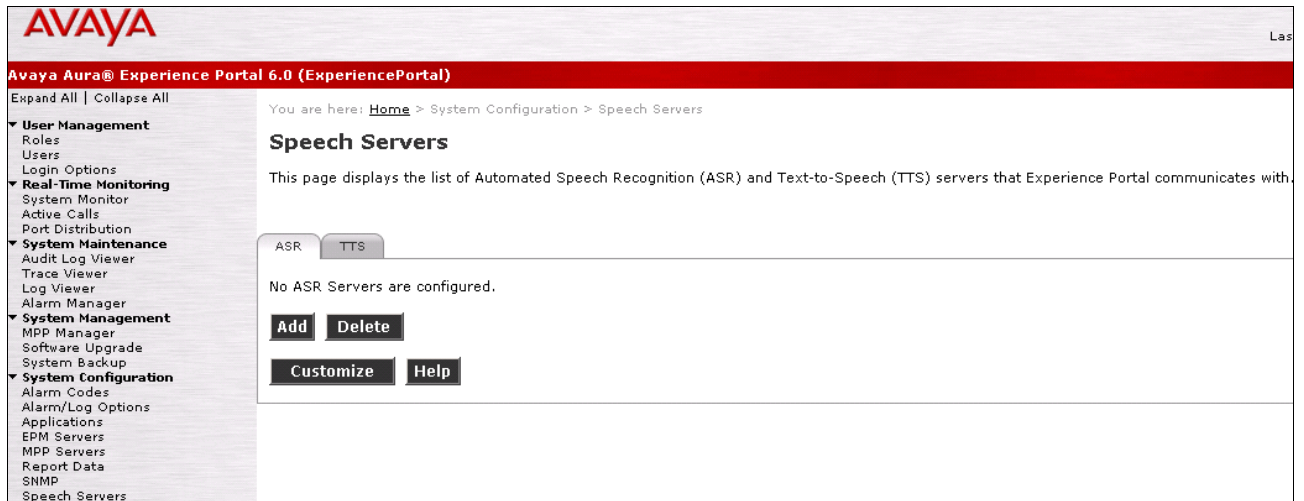 AVAYA
Las
Avaya Aura® Experience Portal 6.0 (ExperiencePortal)
Expand All | Collapse All
User Management
Roles
Users
Login Options
Real-Time Monitoring
System Monitor
Active Calls
Port Distribution
System Maintenance
Audit Log Viewer
Trace Viewer
Log Viewer
Alarm Manager
System Management
MPP Manager
Software Upgrade
System Backup
System Configuration
Alarm Codes
Alarm/Log Options
Applications
EPM Servers
MPP Servers
Report Data
SNMP
Speech Servers
You are here: Home > System Configuration > Speech Servers
Speech Servers
This page displays the list of Automated Speech Recognition (ASR) and Text-to-Speech (TTS) servers that Experience Portal communicates with.
ASR TTS
No ASR Servers are configured.
Add Delete
Customize Help